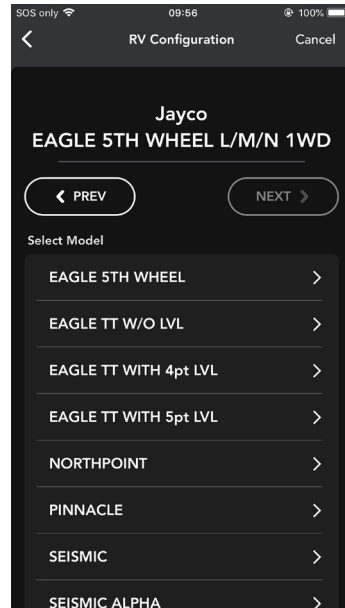 SOS only 09:56 100%
RV Configuration Cancel
Jayco
EAGLE 5TH WHEEL L/M/N 1WD
PREV NEXT
Select Model
EAGLE 5TH WHEEL
EAGLE TT W/O LVL
EAGLE TT WITH 4pt LVL
EAGLE TT WITH 5pt LVL
NORTHPOINT
PINNACLE
SEISMIC
SEISMIC ALPHA